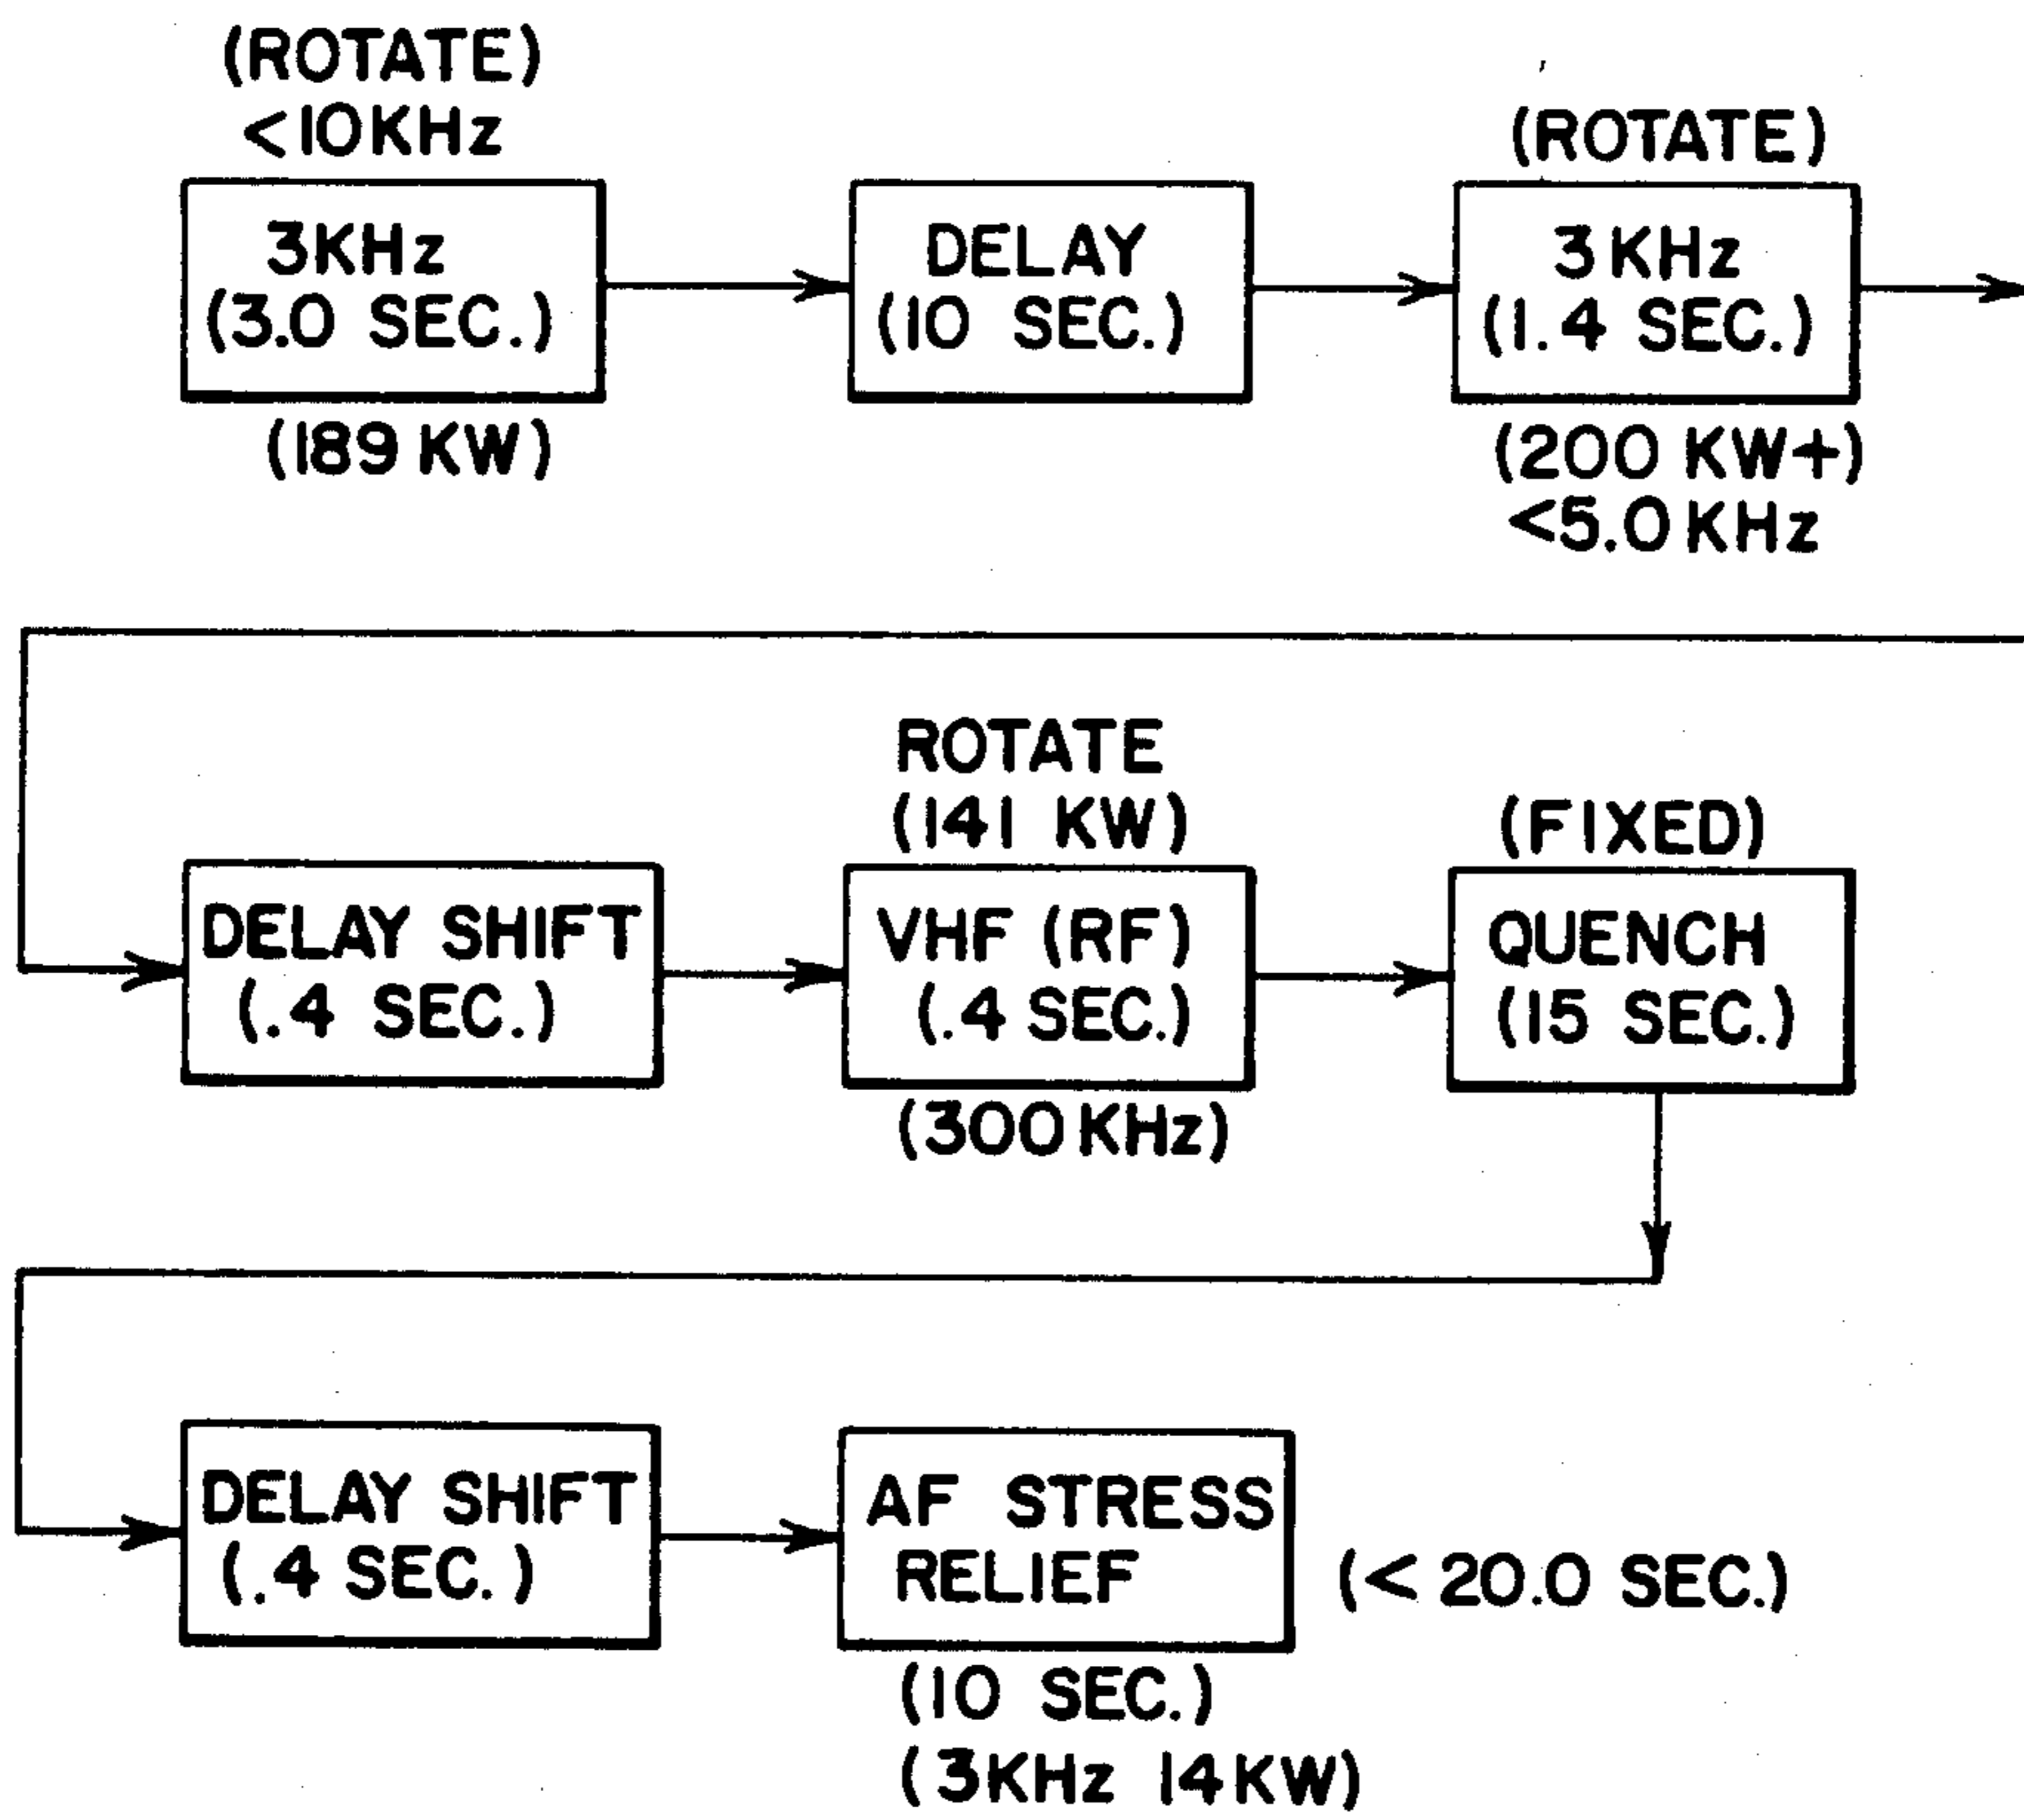 (ROTATE)
<10KHz
3KHz
(3.0 SEC.)
(189 KW)
DELAY
(10 SEC.)
(ROTATE)
3KHz
(1.4 SEC.)
(200 KW+)
<5.0KHz
DELAY SHIFT
(.4 SEC.)
ROTATE
(141 KW)
VHF (RF)
(.4 SEC.)
(300KHz)
(FIXED)
QUENCH
(15 SEC.)
DELAY SHIFT
(.4 SEC.)
AF STRESS
RELIEF
(< 20.0 SEC.)
(10 SEC.)
(3KHz 14KW)